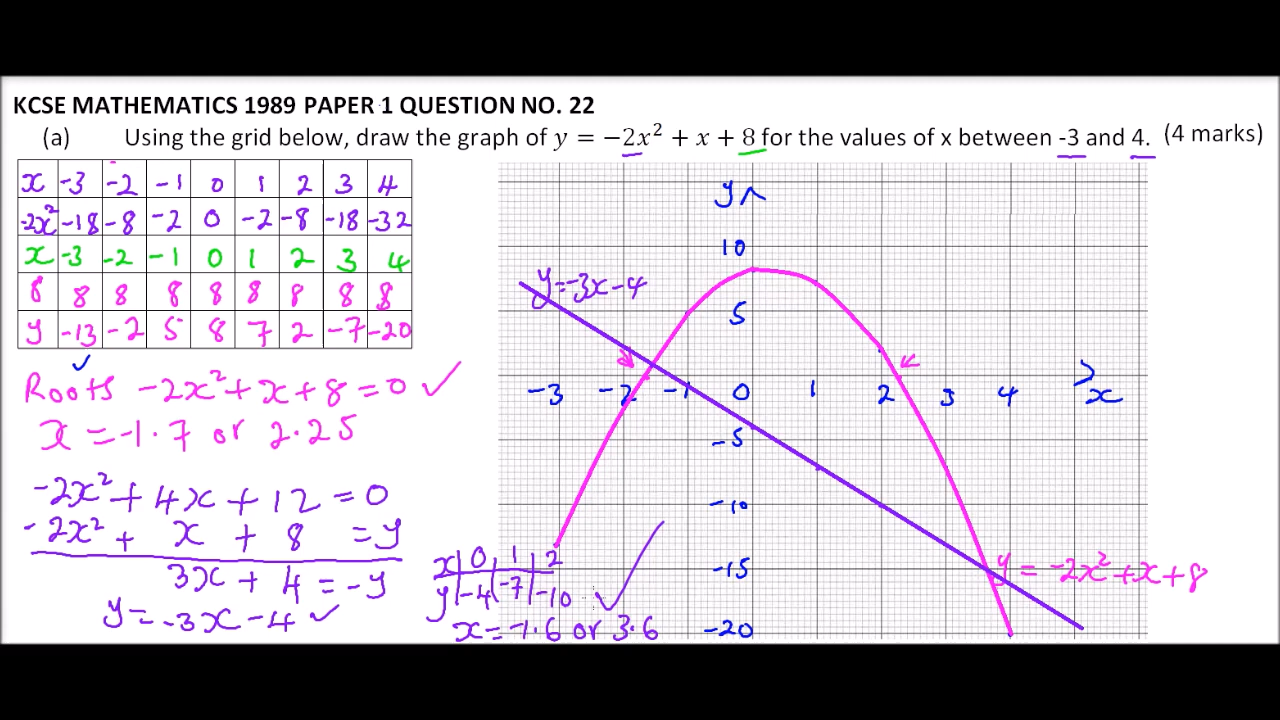 KCSE MATHEMATICS 1989 PAPER 1 QUESTION NO. 22
(a) Using the grid below, draw the graph of y = −2x² + x + 8 for the values of x between -3 and 4. (4 marks)
x -3 -2 -1 0 1 2 3 4
-2x² -18 -8 -2 0 -2 -8 -18 -32
x -3 -2 -1 0 1 2 3 4
8 8 8 8 8 8 8 8 8
y -13 -2 5 8 7 2 -7 -20
Roots -2x²+x+8=0 ✓
x = -1.7 or 2.25
-2x²+4x+12=0
-2x²+ x + 8 =y
3x + 4 = -y
y = -3x-4 ✓
x 0 1 2
y -4 -7 -10
x = -1.6 or 3.6
y
10
y=-3x-4
5
-3 -2 -1 0 1 2 3 4 x
-5
-10
-15
y = -2x²+x+8
-20